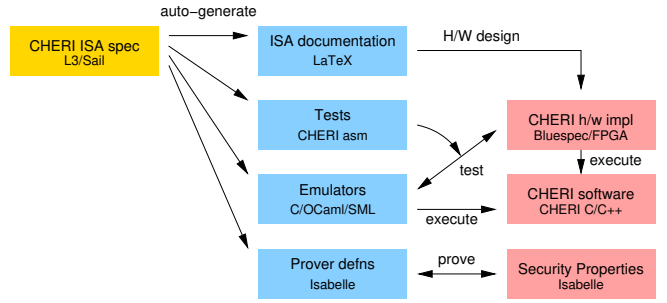 auto-generate
CHERI ISA spec
L3/Sail
ISA documentation
LaTeX
H/W design
Tests
CHERI asm
CHERI h/w impl
Bluespec/FPGA
test
execute
Emulators
C/OCaml/SML
execute
CHERI software
CHERI C/C++
Prover defns
Isabelle
prove
Security Properties
Isabelle